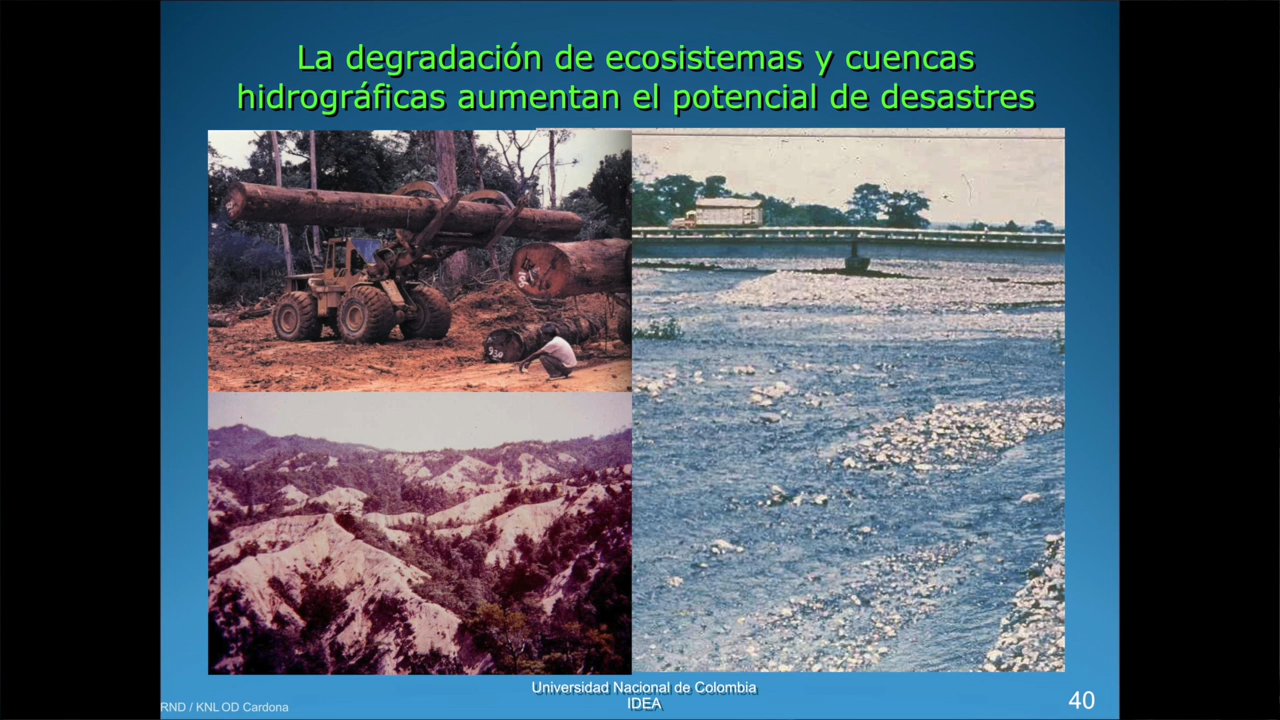 La degradación de ecosistemas y cuencas
hidrográficas aumentan el potencial de desastres
930
Universidad Nacional de Colombia
IDEA
RND / KNL OD Cardona
40